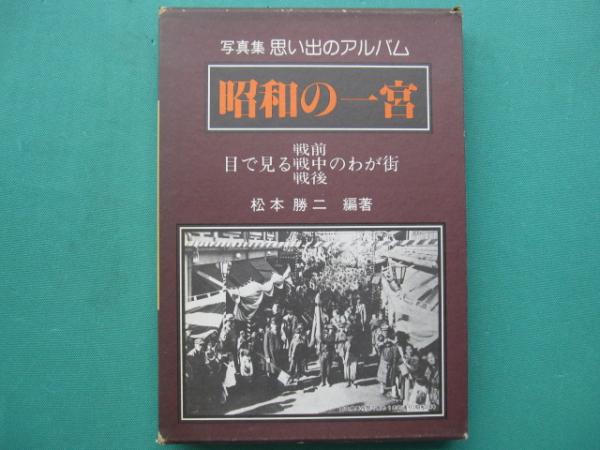 写真集 思い出のアルバム
昭和の一宮
戦前
目で見る戦中のわが街
戦後
松本勝二 編著